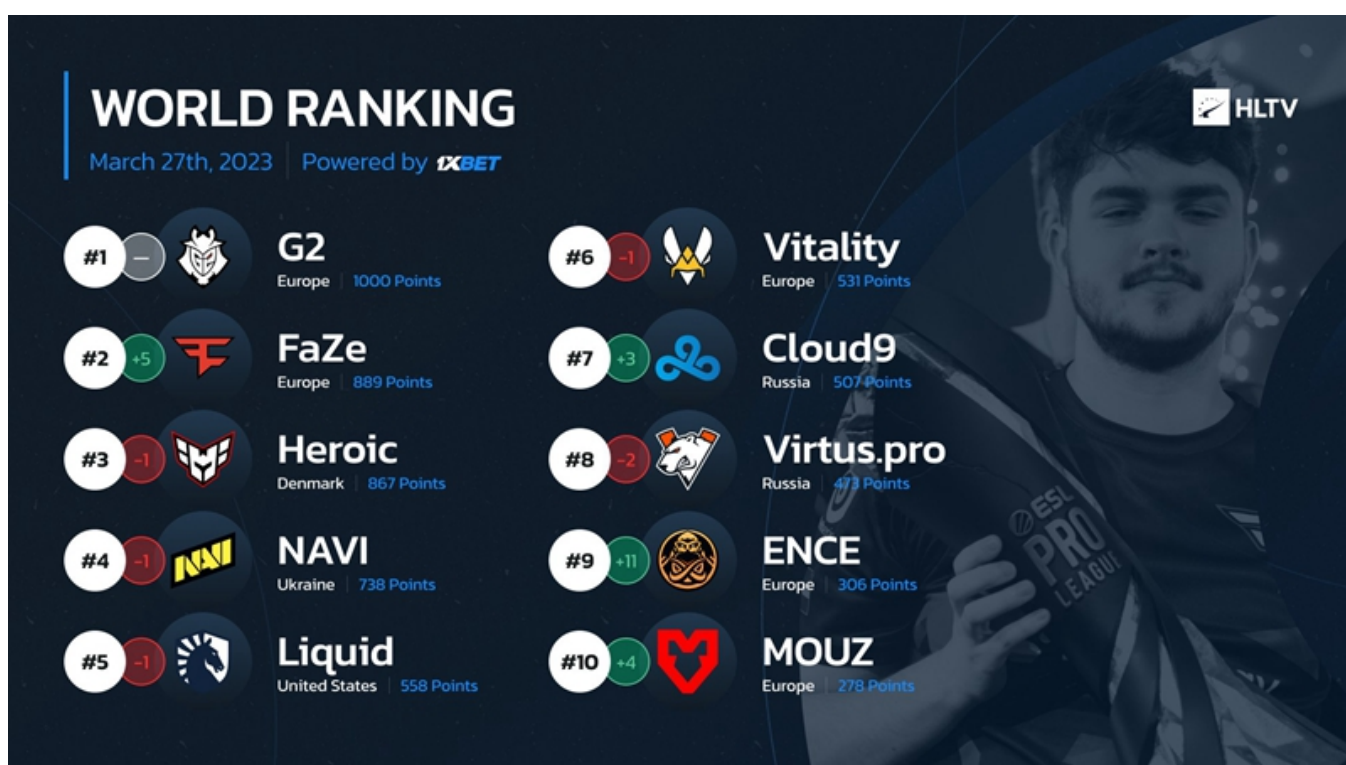 WORLD RANKING
HLTV
March 27th, 2023 | Powered by 1XBET
#1 — G2
Europe | 1000 Points
#2 +5 FaZe
Europe | 889 Points
#3 -1 Heroic
Denmark | 867 Points
#4 -1 NAVI
Ukraine | 738 Points
#5 -1 Liquid
United States | 558 Points
#6 -1 Vitality
Europe | 531 Points
#7 +3 Cloud9
Russia | 507 Points
#8 -2 Virtus.pro
Russia | 473 Points
#9 +11 ENCE
Europe | 306 Points
#10 +4 MOUZ
Europe | 278 Points
NAVI
ESL
PRO
LEAGUE